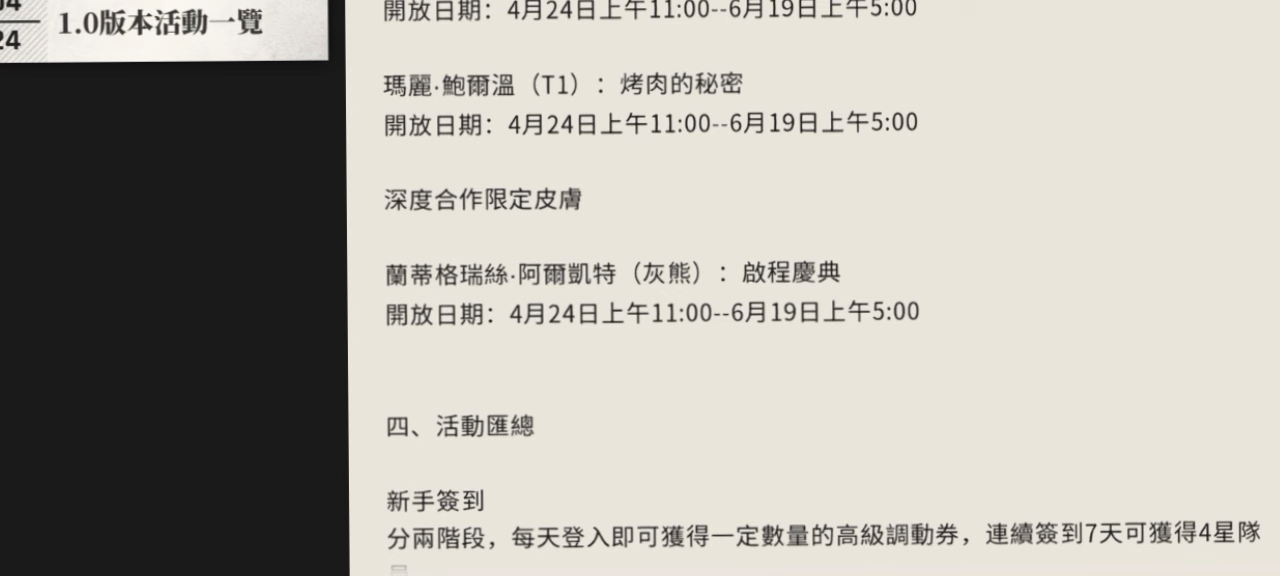 24
1.0版本活動一覽
開放日期：4月24日上午11:00--6月19日上午5:00
瑪麗·鮑爾溫（T1）：烤肉的秘密
開放日期：4月24日上午11:00--6月19日上午5:00
深度合作限定皮膚
蘭蒂格瑞絲·阿爾凱特（灰熊）：啟程慶典
開放日期：4月24日上午11:00--6月19日上午5:00
四、活動匯總
新手簽到
分兩階段，每天登入即可獲得一定數量的高級調動券，連續簽到7天可獲得4星隊